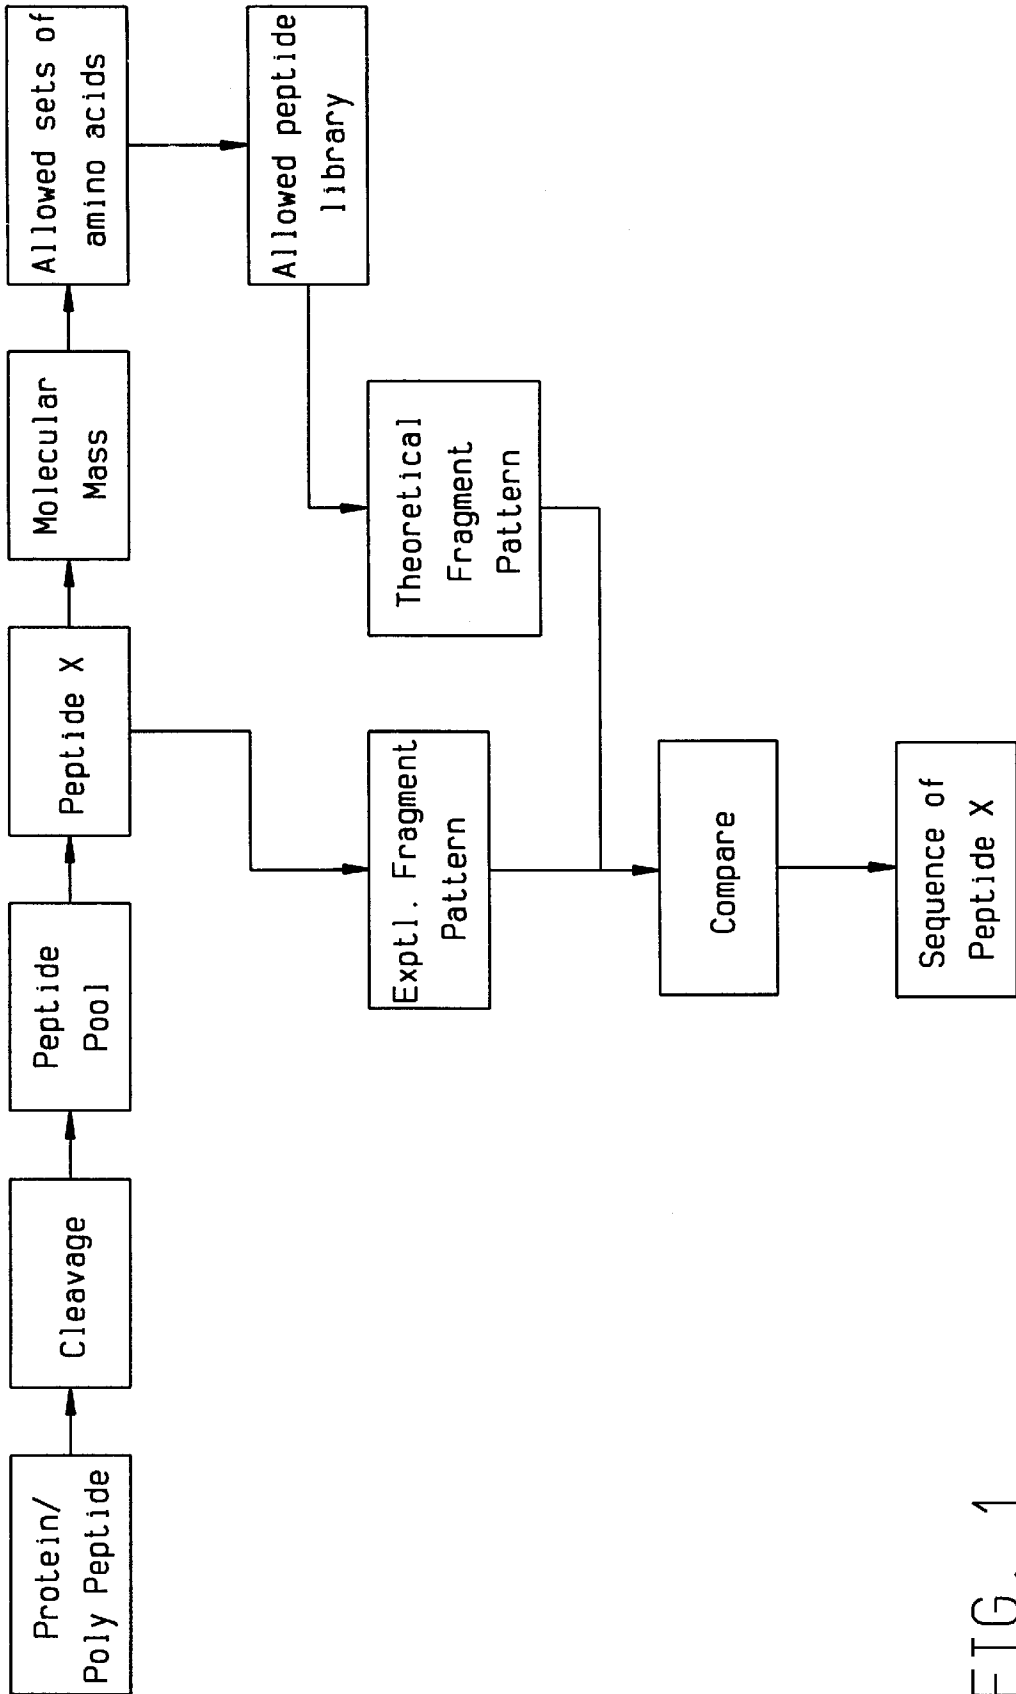 Protein/
Poly Peptide
Cleavage
Peptide
Pool
Peptide X
Molecular
Mass
Allowed sets of
amino acids
Allowed peptide
library
Exptl. Fragment
Pattern
Theoretical
Fragment
Pattern
Compare
Sequence of
Peptide X
FIG. 1